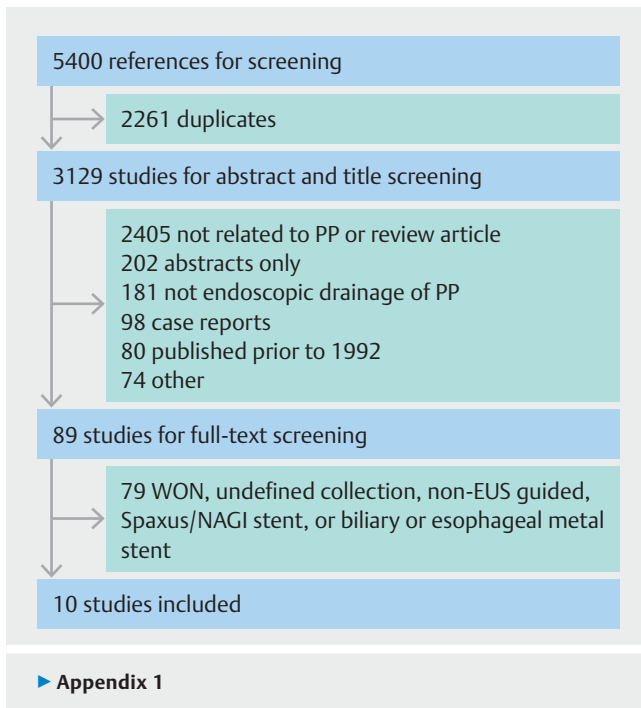 5400 references for screening
2261 duplicates
3129 studies for abstract and title screening
2405 not related to PP or review article
202 abstracts only
181 not endoscopic drainage of PP
98 case reports
80 published prior to 1992
74 other
89 studies for full-text screening
79 WON, undefined collection, non-EUS guided,
Spaxus/NAGI stent, or biliary or esophageal metal
stent
10 studies included
▶ Appendix 1